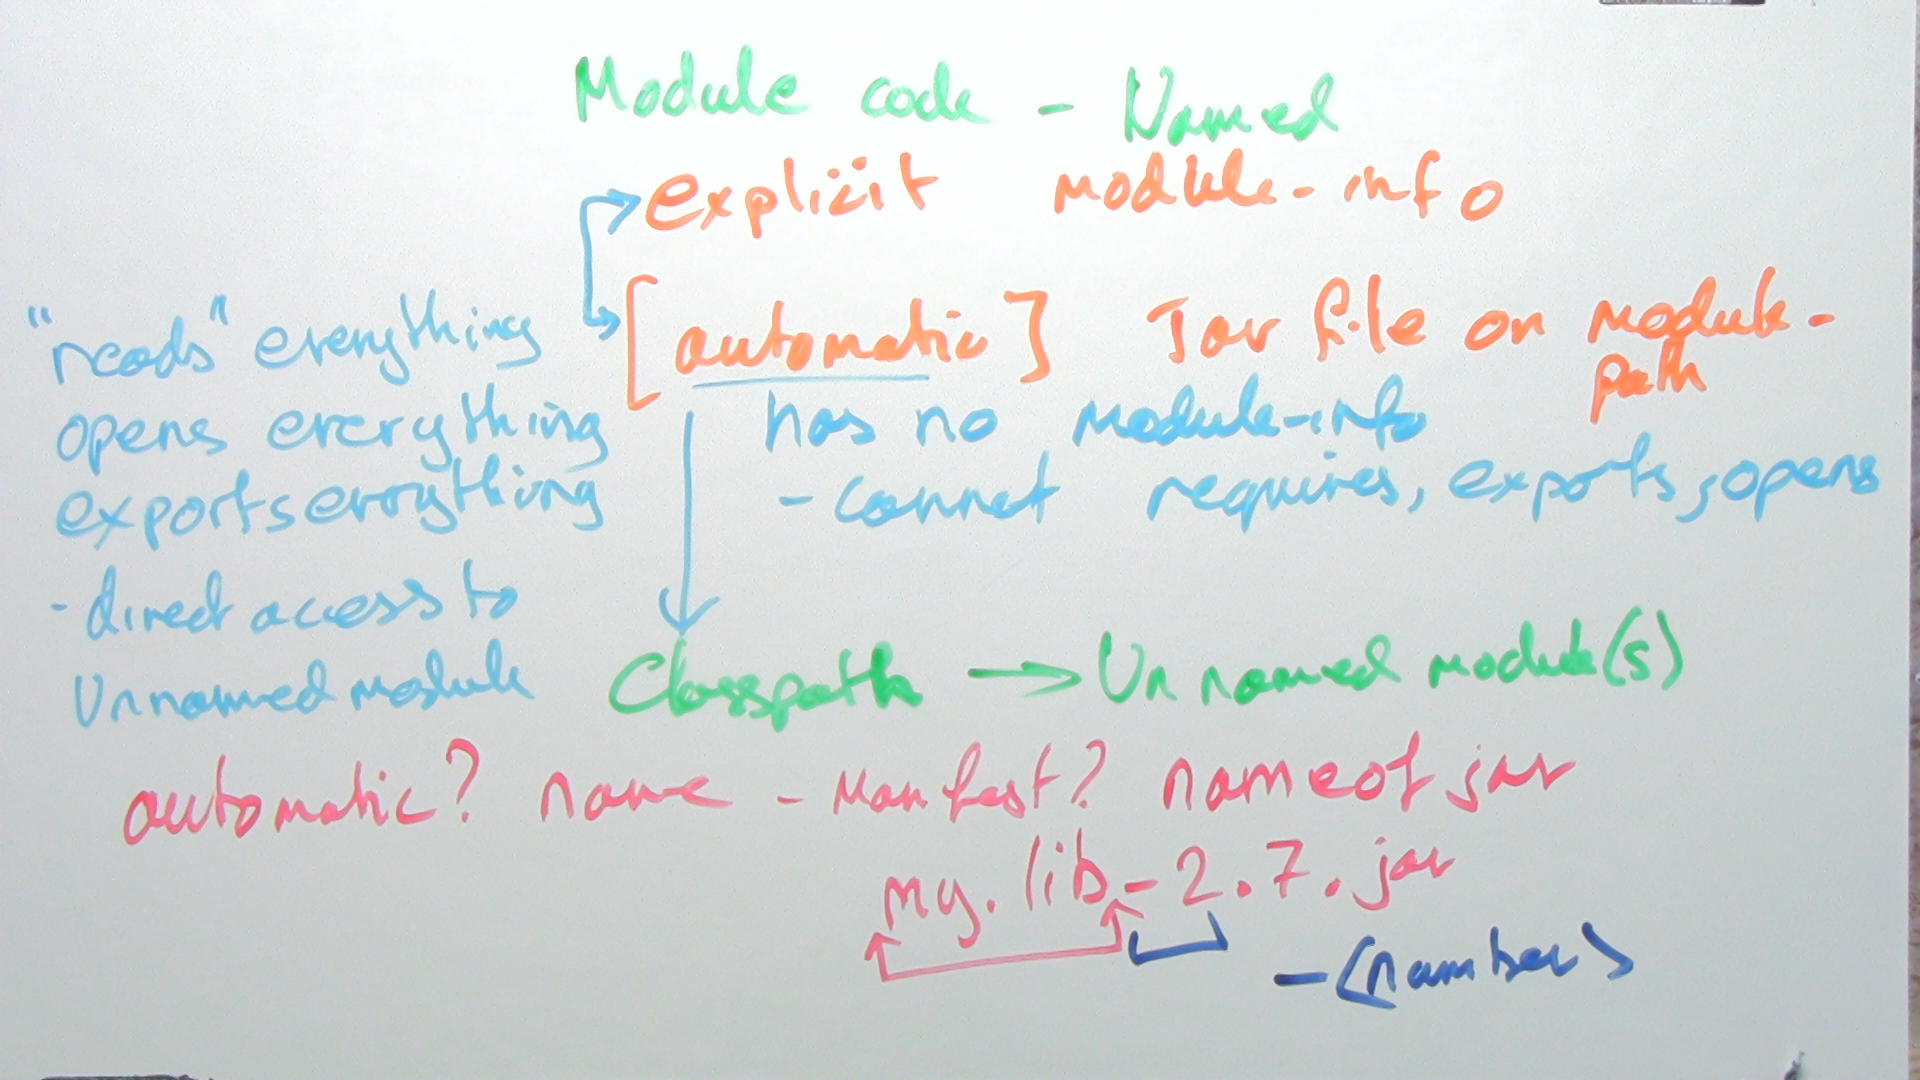 Module code - Named
explicit module-info
[automatic] Jar file on module-
path
"reads" everything
opens everything
exports everything
- direct access to
Unnamed module
has no module-info
- cannot requires, exports, opens
Classpath → Unnamed module(s)
automatic? name - Manifest? name of jar
my.lib-2.7.jar
-<number>